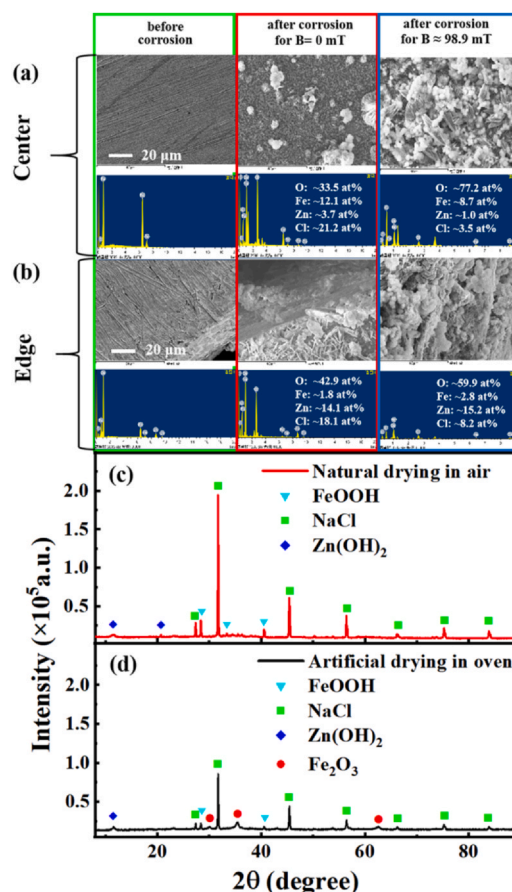 before
corrosion
after corrosion
for B= 0 mT
after corrosion
for B ≈ 98.9 mT
(a)
Center
20 μm
O: ~33.5 at%
Fe: ~12.1 at%
Zn: ~3.7 at%
Cl: ~21.2 at%
O: ~77.2 at%
Fe: ~8.7 at%
Zn: ~1.0 at%
Cl: ~3.5 at%
(b)
Edge
20 μm
O: ~42.9 at%
Fe: ~1.8 at%
Zn: ~14.1 at%
Cl: ~18.1 at%
O: ~59.9 at%
Fe: ~2.8 at%
Zn: ~15.2 at%
Cl: ~8.2 at%
(c)
Natural drying in air
FeOOH
NaCl
Zn(OH)₂
2.0
1.5
1.0
0.5
(d)
Artificial drying in oven
FeOOH
NaCl
Zn(OH)₂
Fe₂O₃
2.0
1.5
1.0
0.5
Intensity (×10⁵a.u.)
20 40 60 80
2θ (degree)